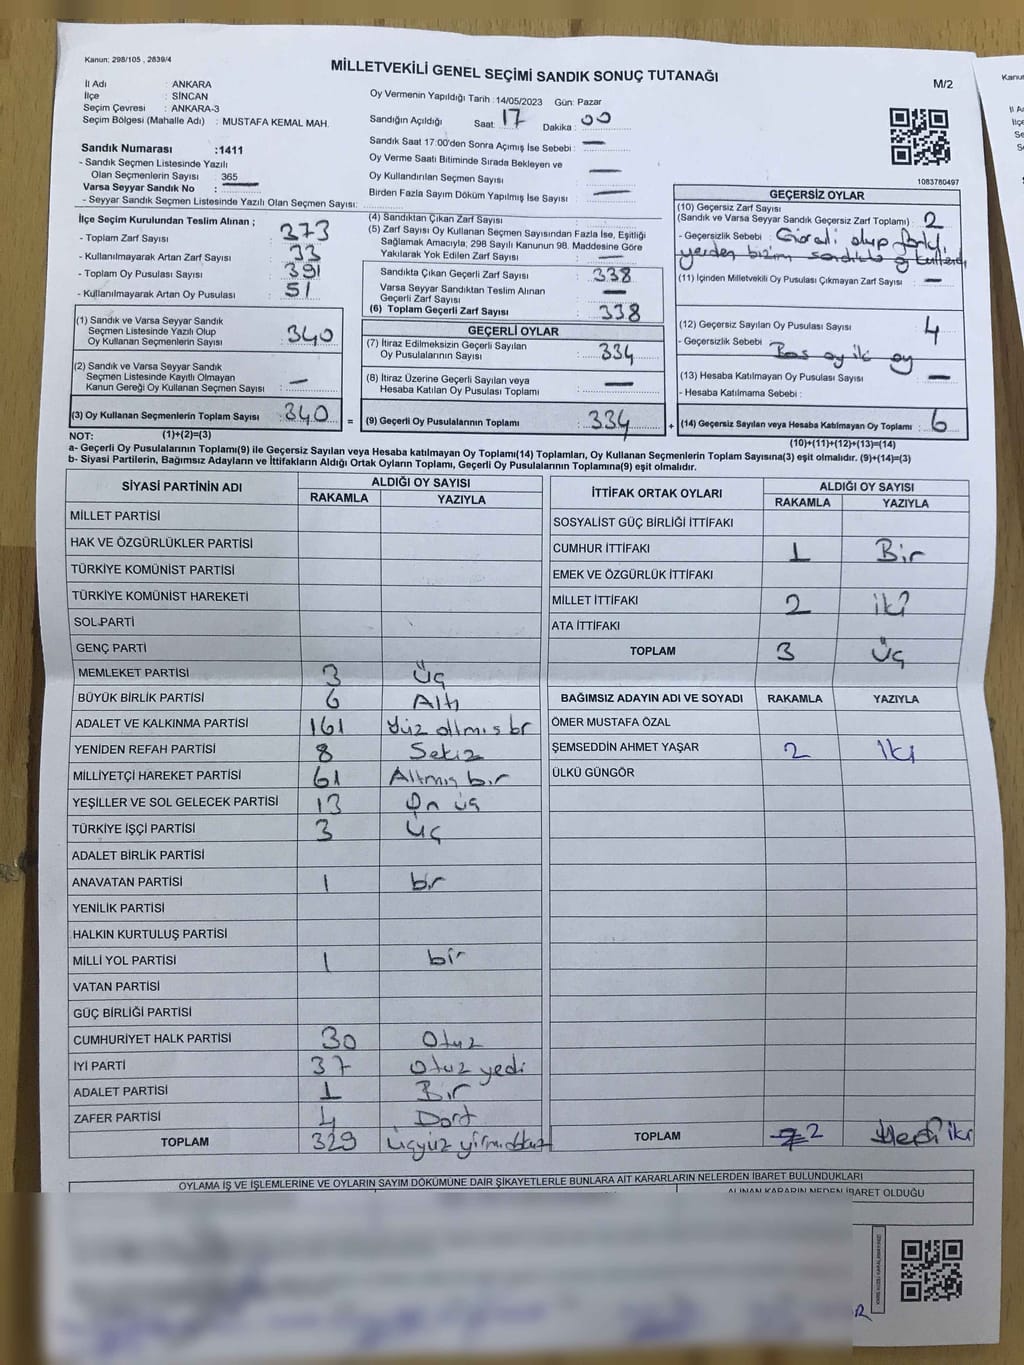 Kanun: 298/105 , 2839/4
MİLLETVEKİLİ GENEL SEÇİMİ SANDIK SONUÇ TUTANAĞI
M/2
İl Adı : ANKARA
İlçe : SİNCAN
Seçim Çevresi : ANKARA-3
Seçim Bölgesi (Mahalle Adı) : MUSTAFA KEMAL MAH.
Sandık Numarası :1411
- Sandık Seçmen Listesinde Yazılı
Olan Seçmenlerin Sayısı : 365
Varsa Seyyar Sandık No : —
- Seyyar Sandık Seçmen Listesinde Yazılı Olan Seçmen Sayısı:
Oy Vermenin Yapıldığı Tarih :14/05/2023 Gün: Pazar
Sandığın Açıldığı Saat: 17 Dakika : 00
Sandık Saat 17:00'den Sonra Açımış İse Sebebi : —
Oy Verme Saati Bitiminde Sırada Bekleyen ve
Oy Kullandırılan Seçmen Sayısı : —
Birden Fazla Sayım Döküm Yapılmış İse Sayısı : —
1083780497
İlçe Seçim Kurulundan Teslim Alınan ;
- Toplam Zarf Sayısı : 373
- Kullanılmayarak Artan Zarf Sayısı : 33
- Toplam Oy Pusulası Sayısı : 391
- Kullanılmayarak Artan Oy Pusulası : 51
(1) Sandık ve Varsa Seyyar Sandık
Seçmen Listesinde Yazılı Olup
Oy Kullanan Seçmenlerin Sayısı : 340
(2) Sandık ve Varsa Seyyar Sandık
Seçmen Listesinde Kayıtlı Olmayan
Kanun Gereği Oy Kullanan Seçmen Sayısı : —
(3) Oy Kullanan Seçmenlerin Toplam Sayısı : 340 =
(1)+(2)=(3)
(4) Sandıktan Çıkan Zarf Sayısı :
(5) Zarf Sayısı Oy Kullanan Seçmen Sayısından Fazla İse, Eşitliği
Sağlamak Amacıyla, 298 Sayılı Kanunun 98. Maddesine Göre
Yakılarak Yok Edilen Zarf Sayısı : —
Sandıkta Çıkan Geçerli Zarf Sayısı : 338
Varsa Seyyar Sandıktan Teslim Alınan
Geçerli Zarf Sayısı : —
(6) Toplam Geçerli Zarf Sayısı : 338
GEÇERLİ OYLAR
(7) İtiraz Edilmeksizin Geçerli Sayılan
Oy Pusulalarının Sayısı : 334
(8) İtiraz Üzerine Geçerli Sayılan veya
Hesaba Katılan Oy Pusulaları Toplamı : —
(9) Geçerli Oy Pusulalarının Toplamı : 334 +
GEÇERSİZ OYLAR
(10) Geçersiz Zarf Sayısı
(Sandık ve Varsa Seyyar Sandık Geçersiz Zarf Toplamı) : 2
- Geçersizlik Sebebi : olup farklı
yerden bizim sandıkta
(11) İçinden Milletvekili Oy Pusulası Çıkmayan Zarf Sayısı : —
(12) Geçersiz Sayılan Oy Pusulası Sayısı : 4
- Geçersizlik Sebebi : Boş oy iki oy
(13) Hesaba Katılmayan Oy Pusulası Sayısı : —
- Hesaba Katılmama Sebebi :
(14) Geçersiz Sayılan veya Hesaba Katılmayan Oy Toplamı : 6
(10)+(11)+(12)+(13)=(14)
NOT:
a- Geçerli Oy Pusulalarının Toplamı(9) ile Geçersiz Sayılan veya Hesaba Katılmayan Oy Toplamı(14) Toplamları, Oy Kullanan Seçmenlerin Toplam Sayısına(3) eşit olmalıdır. (9)+(14)=(3)
b- Siyasi Partilerin, Bağımsız Adayların ve İttifakların Aldığı Ortak Oyların Toplamı, Geçerli Oy Pusulalarının Toplamına(9) eşit olmalıdır.
SİYASİ PARTİNİN ADI ALDIĞI OY SAYISI
RAKAMLA YAZIYLA
MİLLET PARTİSİ
HAK VE ÖZGÜRLÜKLER PARTİSİ
TÜRKİYE KOMÜNİST PARTİSİ
TÜRKİYE KOMÜNİST HAREKETİ
SOL PARTİ
GENÇ PARTİ
MEMLEKET PARTİSİ 3 Üç
BÜYÜK BİRLİK PARTİSİ 6 Altı
ADALET VE KALKINMA PARTİSİ 161 Yüz altmış bir
YENİDEN REFAH PARTİSİ 8 Sekiz
MİLLİYETÇİ HAREKET PARTİSİ 61 Altmış bir
YEŞİLLER VE SOL GELECEK PARTİSİ 13 On üç
TÜRKİYE İŞÇİ PARTİSİ 3 Üç
ADALET BİRLİK PARTİSİ
ANAVATAN PARTİSİ 1 bir
YENİLİK PARTİSİ
HALKIN KURTULUŞ PARTİSİ
MİLLİ YOL PARTİSİ 1 bir
VATAN PARTİSİ
GÜÇ BİRLİĞİ PARTİSİ
CUMHURİYET HALK PARTİSİ 30 Otuz
İYİ PARTİ 37 Otuz yedi
ADALET PARTİSİ 1 Bir
ZAFER PARTİSİ 4 Dört
TOPLAM 329 Üçyüz yirmidokuz
İTTİFAK ORTAK OYLARI ALDIĞI OY SAYISI
RAKAMLA YAZIYLA
SOSYALİST GÜÇ BİRLİĞİ İTTİFAKI
CUMHUR İTTİFAKI 1 Bir
EMEK VE ÖZGÜRLÜK İTTİFAKI
MİLLET İTTİFAKI 2 iki
ATA İTTİFAKI
TOPLAM 3 Üç
BAĞIMSIZ ADAYIN ADI VE SOYADI RAKAMLA YAZIYLA
ÖMER MUSTAFA ÖZAL
ŞEMSEDDİN AHMET YAŞAR 2 İki
ÜLKÜ GÜNGÖR
TOPLAM 2 iki
OYLAMA İŞ VE İŞLEMLERİNE VE OYLARIN SAYIM DÖKÜMÜNE DAİR ŞİKAYETLERLE BUNLARA AİT KARARLARIN NELERDEN İBARET BULUNDUKLARI
ALINAN KARARIN NEDEN İBARET OLDUĞU